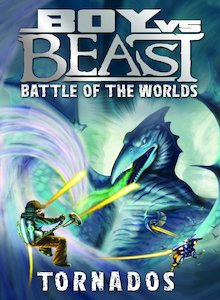 BOY vs
BEAST
BATTLE OF THE WORLDS
TORNADOS